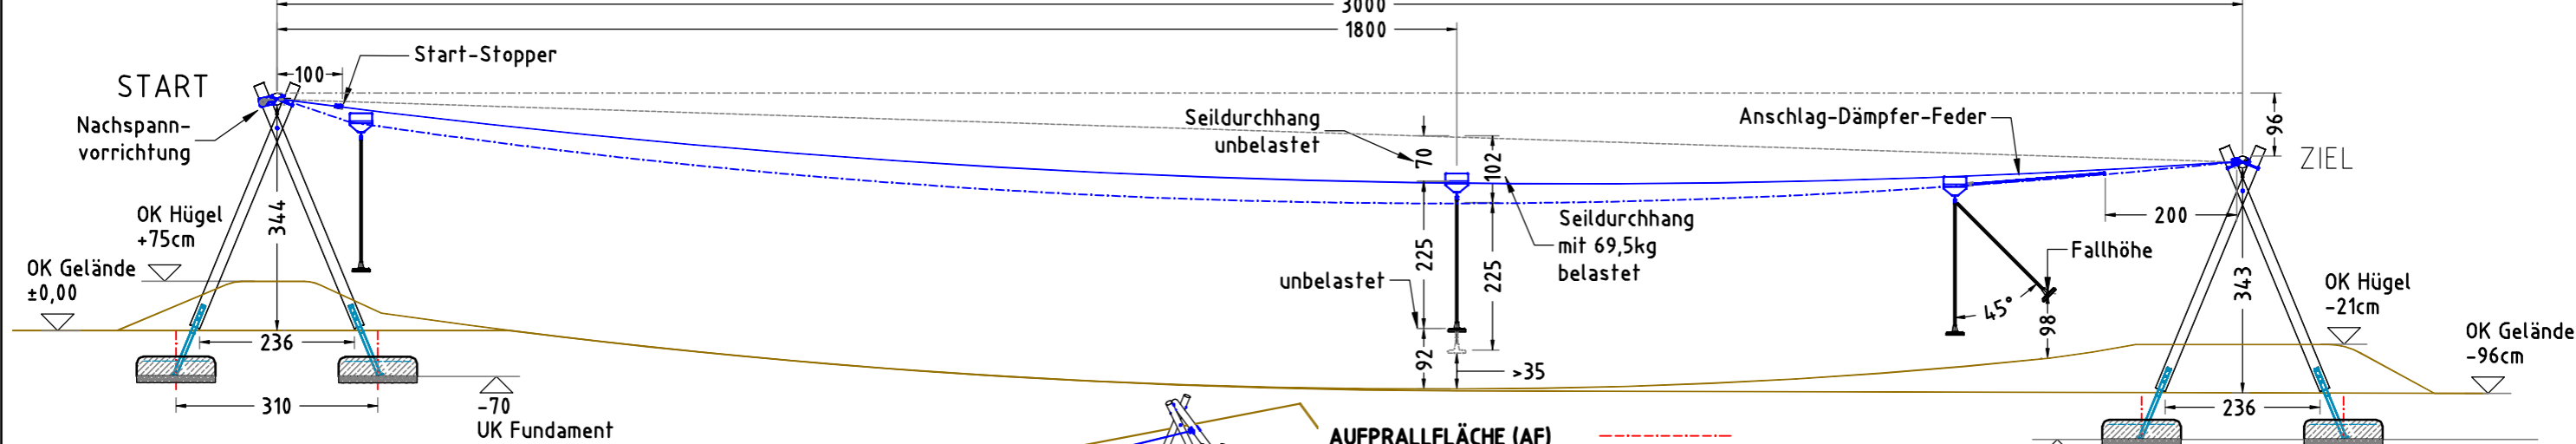 3000
1800
Start-Stopper
100
START
Nachspann-
vorrichtung
Seildurchhang
unbelastet
70
102
Anschlag-Dämpfer-Feder
96
ZIEL
OK Hügel
+75cm
344
OK Gelände
±0,00
225
225
Seildurchhang
mit 69,5kg
belastet
unbelastet
200
Fallhöhe
45°
98
343
OK Hügel
-21cm
OK Gelände
-96cm
236
92
>35
310
-70
UK Fundament
236
AUFPRALLFLÄCHE (AF)